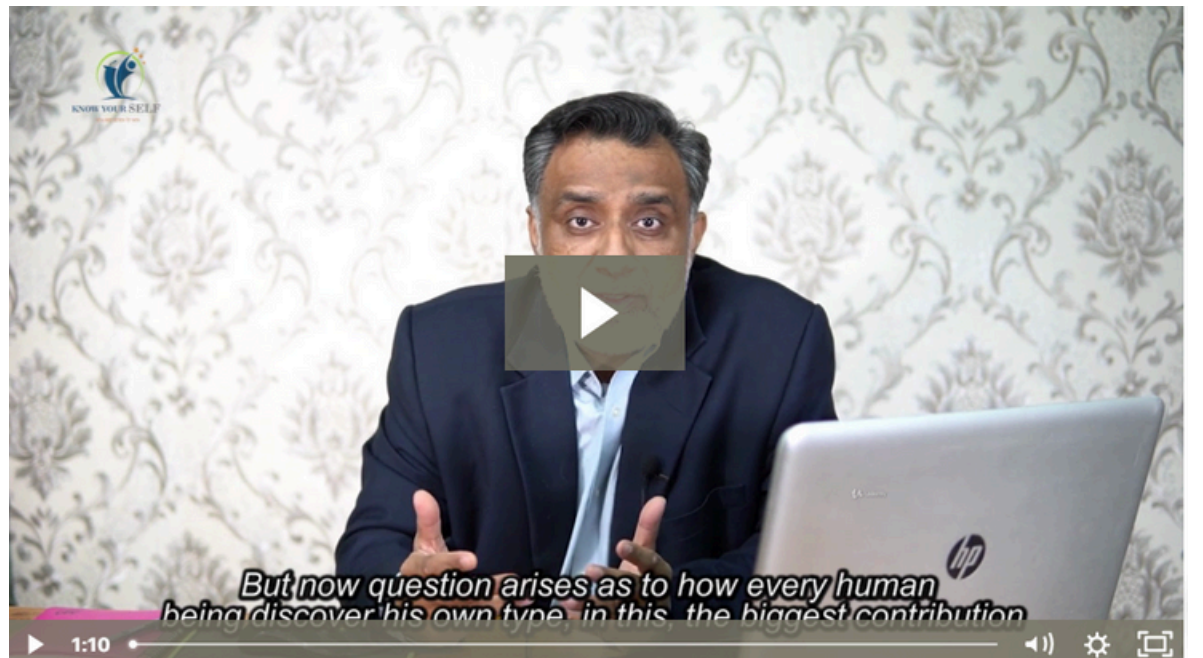 KNOW YOUR SELF
hp
But now question arises as to how every human
being discover his own type, in this, the biggest contribution
1:10